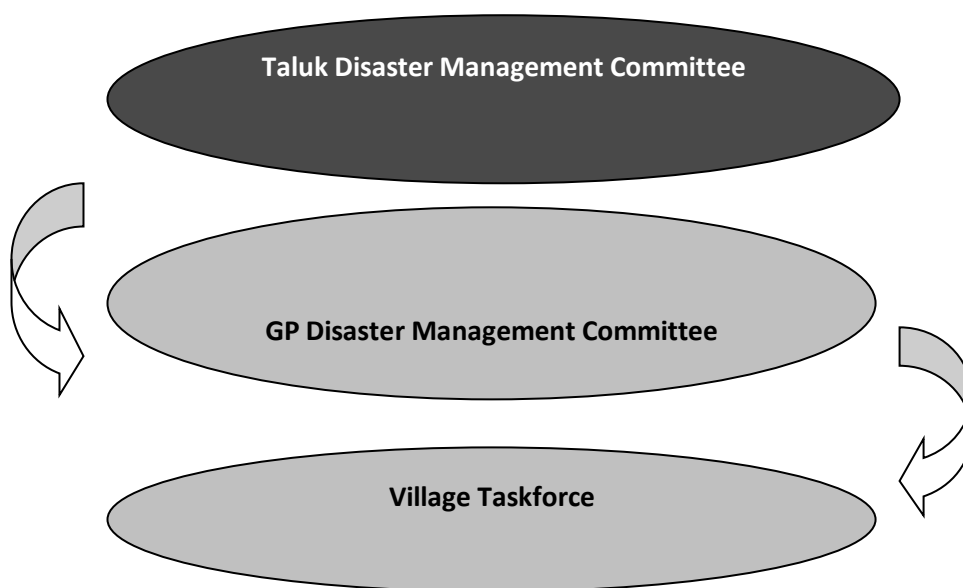 Taluk Disaster Management Committee
GP Disaster Management Committee
Village Taskforce